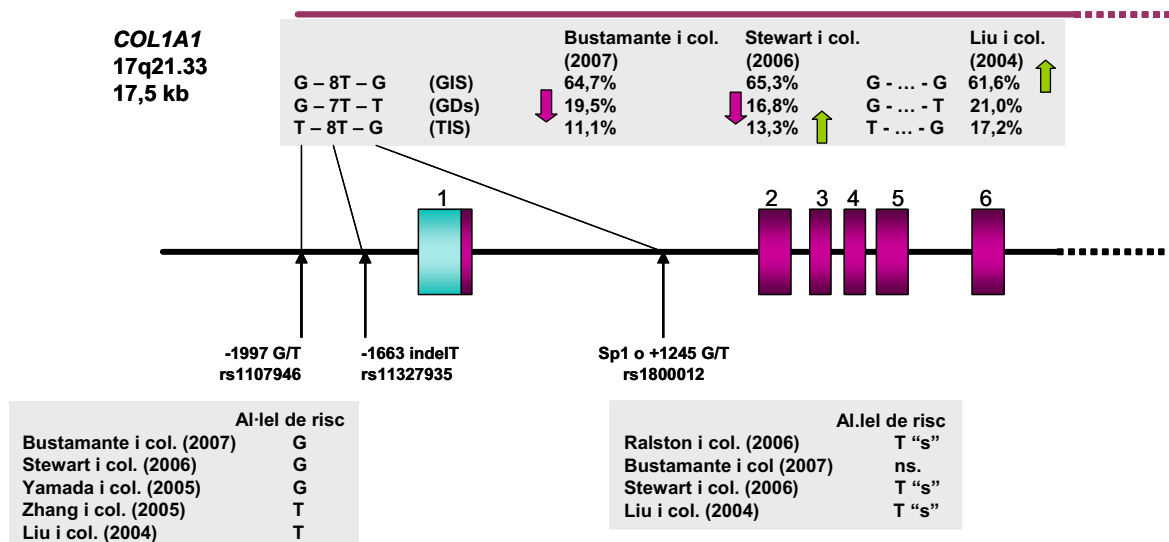 COL1A1
17q21.33
17,5 kb
Bustamante i col. Stewart i col. Liu i col.
(2007) (2006) (2004)
G – 8T – G (GIS) 64,7% 65,3% G - … - G 61,6%
G – 7T – T (GDs) 19,5% 16,8% G - … - T 21,0%
T – 8T – G (TIS) 11,1% 13,3% T - … - G 17,2%
1 2 3 4 5 6
-1997 G/T -1663 indelT Sp1 o +1245 G/T
rs1107946 rs11327935 rs1800012
Al·lel de risc
Bustamante i col. (2007) G
Stewart i col. (2006) G
Yamada i col. (2005) G
Zhang i col. (2005) T
Liu i col. (2004) T
Al.lel de risc
Ralston i col. (2006) T “s”
Bustamante i col (2007) ns.
Stewart i col. (2006) T “s”
Liu i col. (2004) T “s”